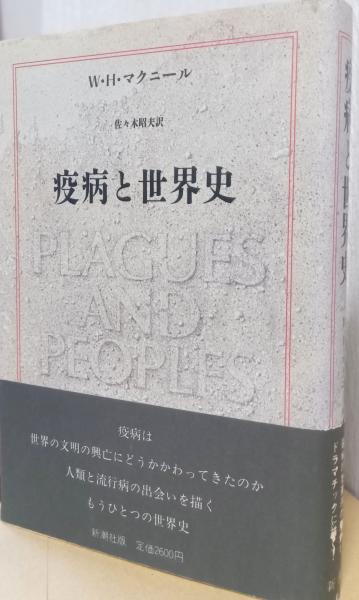 W・H・マクニール
佐々木昭夫訳
疫病と世界史
PLAGUES
AND
PEOPLES
疫病は
世界の文明の興亡にどうかかわってきたのか
人類と流行病の出会いを描く
もうひとつの世界史
新潮社版 定価2600円
疫病と世界史
ドラマチックに